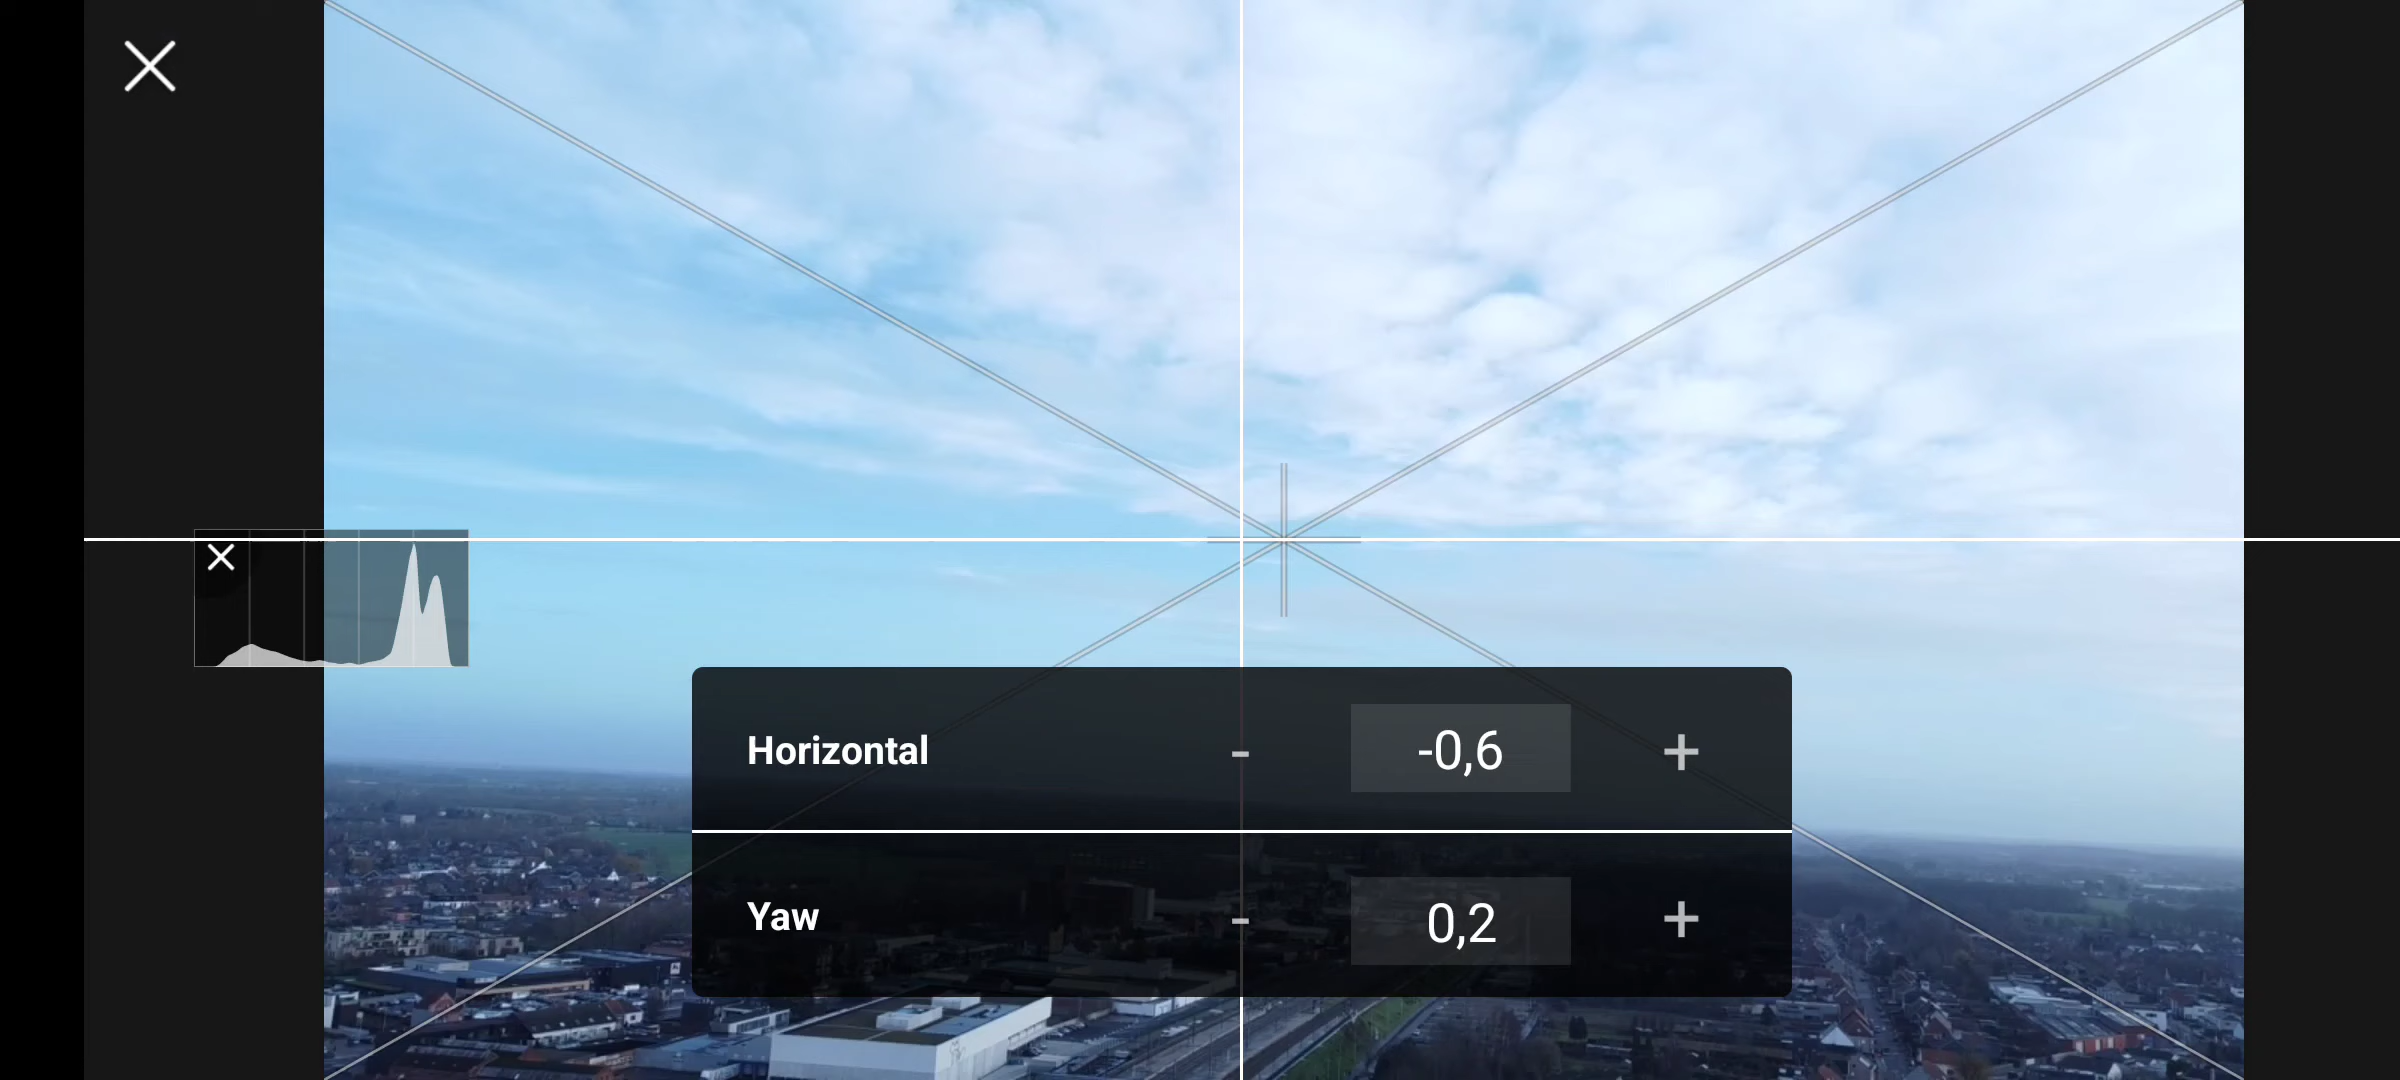 Horizontal - -0,6 +
Yaw - 0,2 +